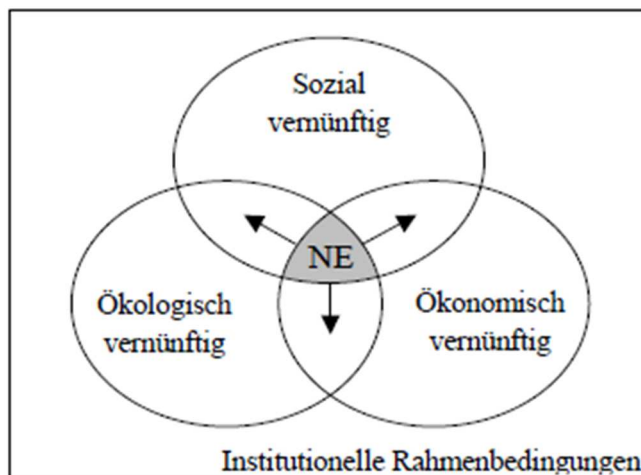 Sozial
vernünftig
NE
Ökologisch
vernünftig
Ökonomisch
vernünftig
Institutionelle Rahmenbedingungen